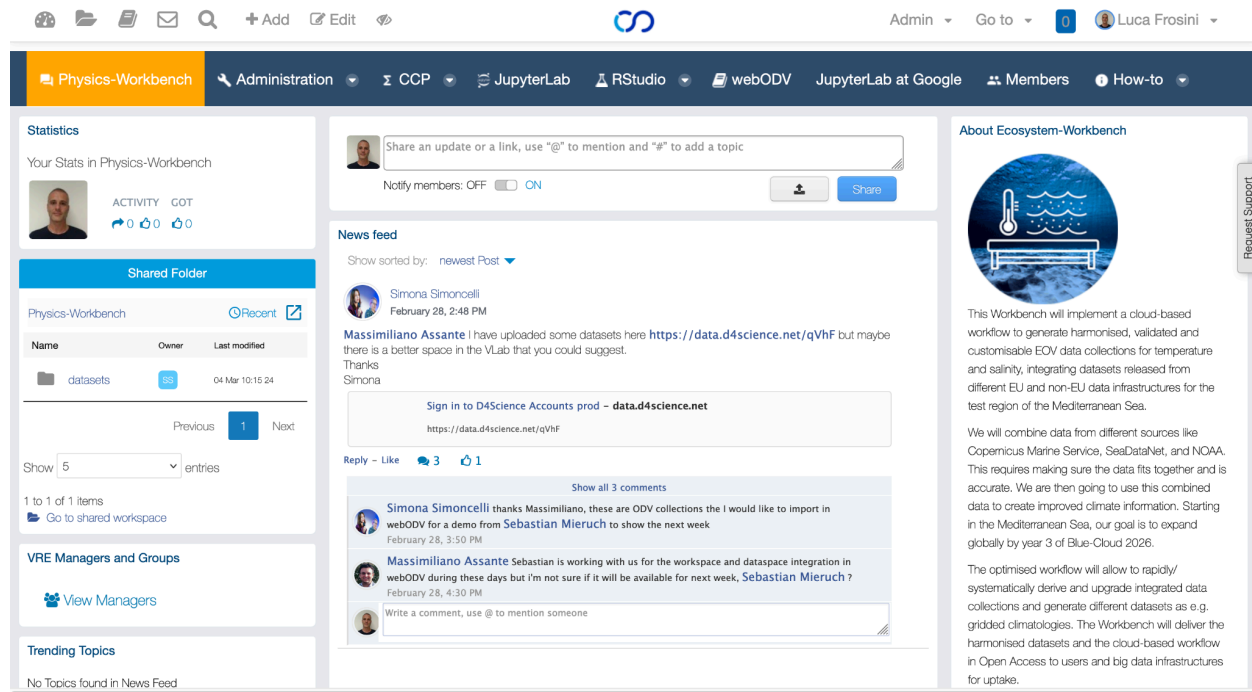 Add Edit Admin Go to 0 Luca Frosini
Physics-Workbench Administration Σ CCP JupyterLab RStudio webODV JupyterLab at Google Members How-to
Statistics
Your Stats in Physics-Workbench
ACTIVITY GOT
0 0 0
Shared Folder
Physics-Workbench Recent
Name Owner Last modified
datasets SS 04 Mar 10:15 24
Previous 1 Next
Show 5 entries
1 to 1 of 1 items
Go to shared workspace
VRE Managers and Groups
View Managers
Trending Topics
No Topics found in News Feed
Share an update or a link, use “@” to
mention and “#” to add a topic
Notify members: OFF ON
Share
News feed
Show sorted by: newest Post
Simona Simoncelli
February 28, 2:48 PM
Massimiliano Assante I have uploaded some datasets here https://data.d4science.net/qVhF but maybe
there is a better space in the VLab that you could suggest.
Thanks
Simona
Sign in to D4Science Accounts prod – data.d4science.net
https://data.d4science.net/qVhF
Reply – Like 3 1
Show all 3 comments
Simona Simoncelli thanks Massimiliano, these are ODV collections the I would like to import in
webODV for a demo from Sebastian Mieruch to show the next week
February 28, 3:50 PM
Massimiliano Assante Sebastian is working with us for the workspace and dataspace integration in
webODV during these days but i'm not sure if it will be available for next week, Sebastian Mieruch ?
February 28, 4:30 PM
Write a comment, use @ to mention someone
About Ecosystem-Workbench
This Workbench will implement a cloud-based
workflow to generate harmonised, validated and
customisable EOV data collections for temperature
and salinity, integrating datasets released from
different EU and non-EU data infrastructures for the
test region of the Mediterranean Sea.
We will combine data from different sources like
Copernicus Marine Service, SeaDataNet, and NOAA.
This requires making sure the data fits together and is
accurate. We are then going to use this combined
data to create improved climate information. Starting
in the Mediterranean Sea, our goal is to expand
globally by year 3 of Blue-Cloud 2026.
The optimised workflow will allow to rapidly/
systematically derive and upgrade integrated data
collections and generate different datasets as e.g.
gridded climatologies. The Workbench will deliver the
harmonised datasets and the cloud-based workflow
in Open Access to users and big data infrastructures
for uptake.
Request Support